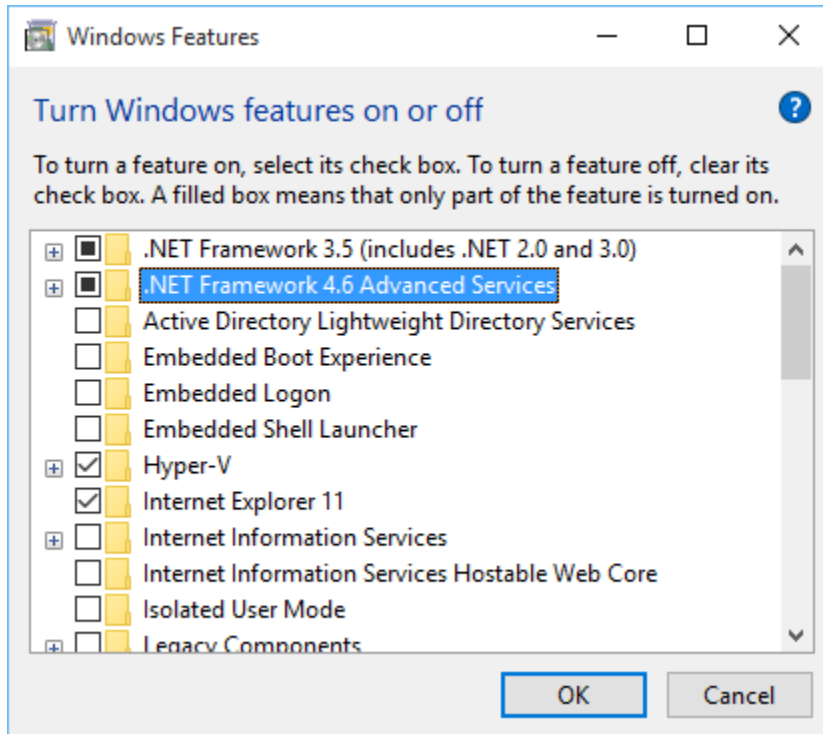 Windows Features
Turn Windows features on or off
?
To turn a feature on, select its check box. To turn a feature off, clear its
check box. A filled box means that only part of the feature is turned on.
.NET Framework 3.5 (includes .NET 2.0 and 3.0)
.NET Framework 4.6 Advanced Services
Active Directory Lightweight Directory Services
Embedded Boot Experience
Embedded Logon
Embedded Shell Launcher
Hyper-V
Internet Explorer 11
Internet Information Services
Internet Information Services Hostable Web Core
Isolated User Mode
Legacy Components
OK
Cancel